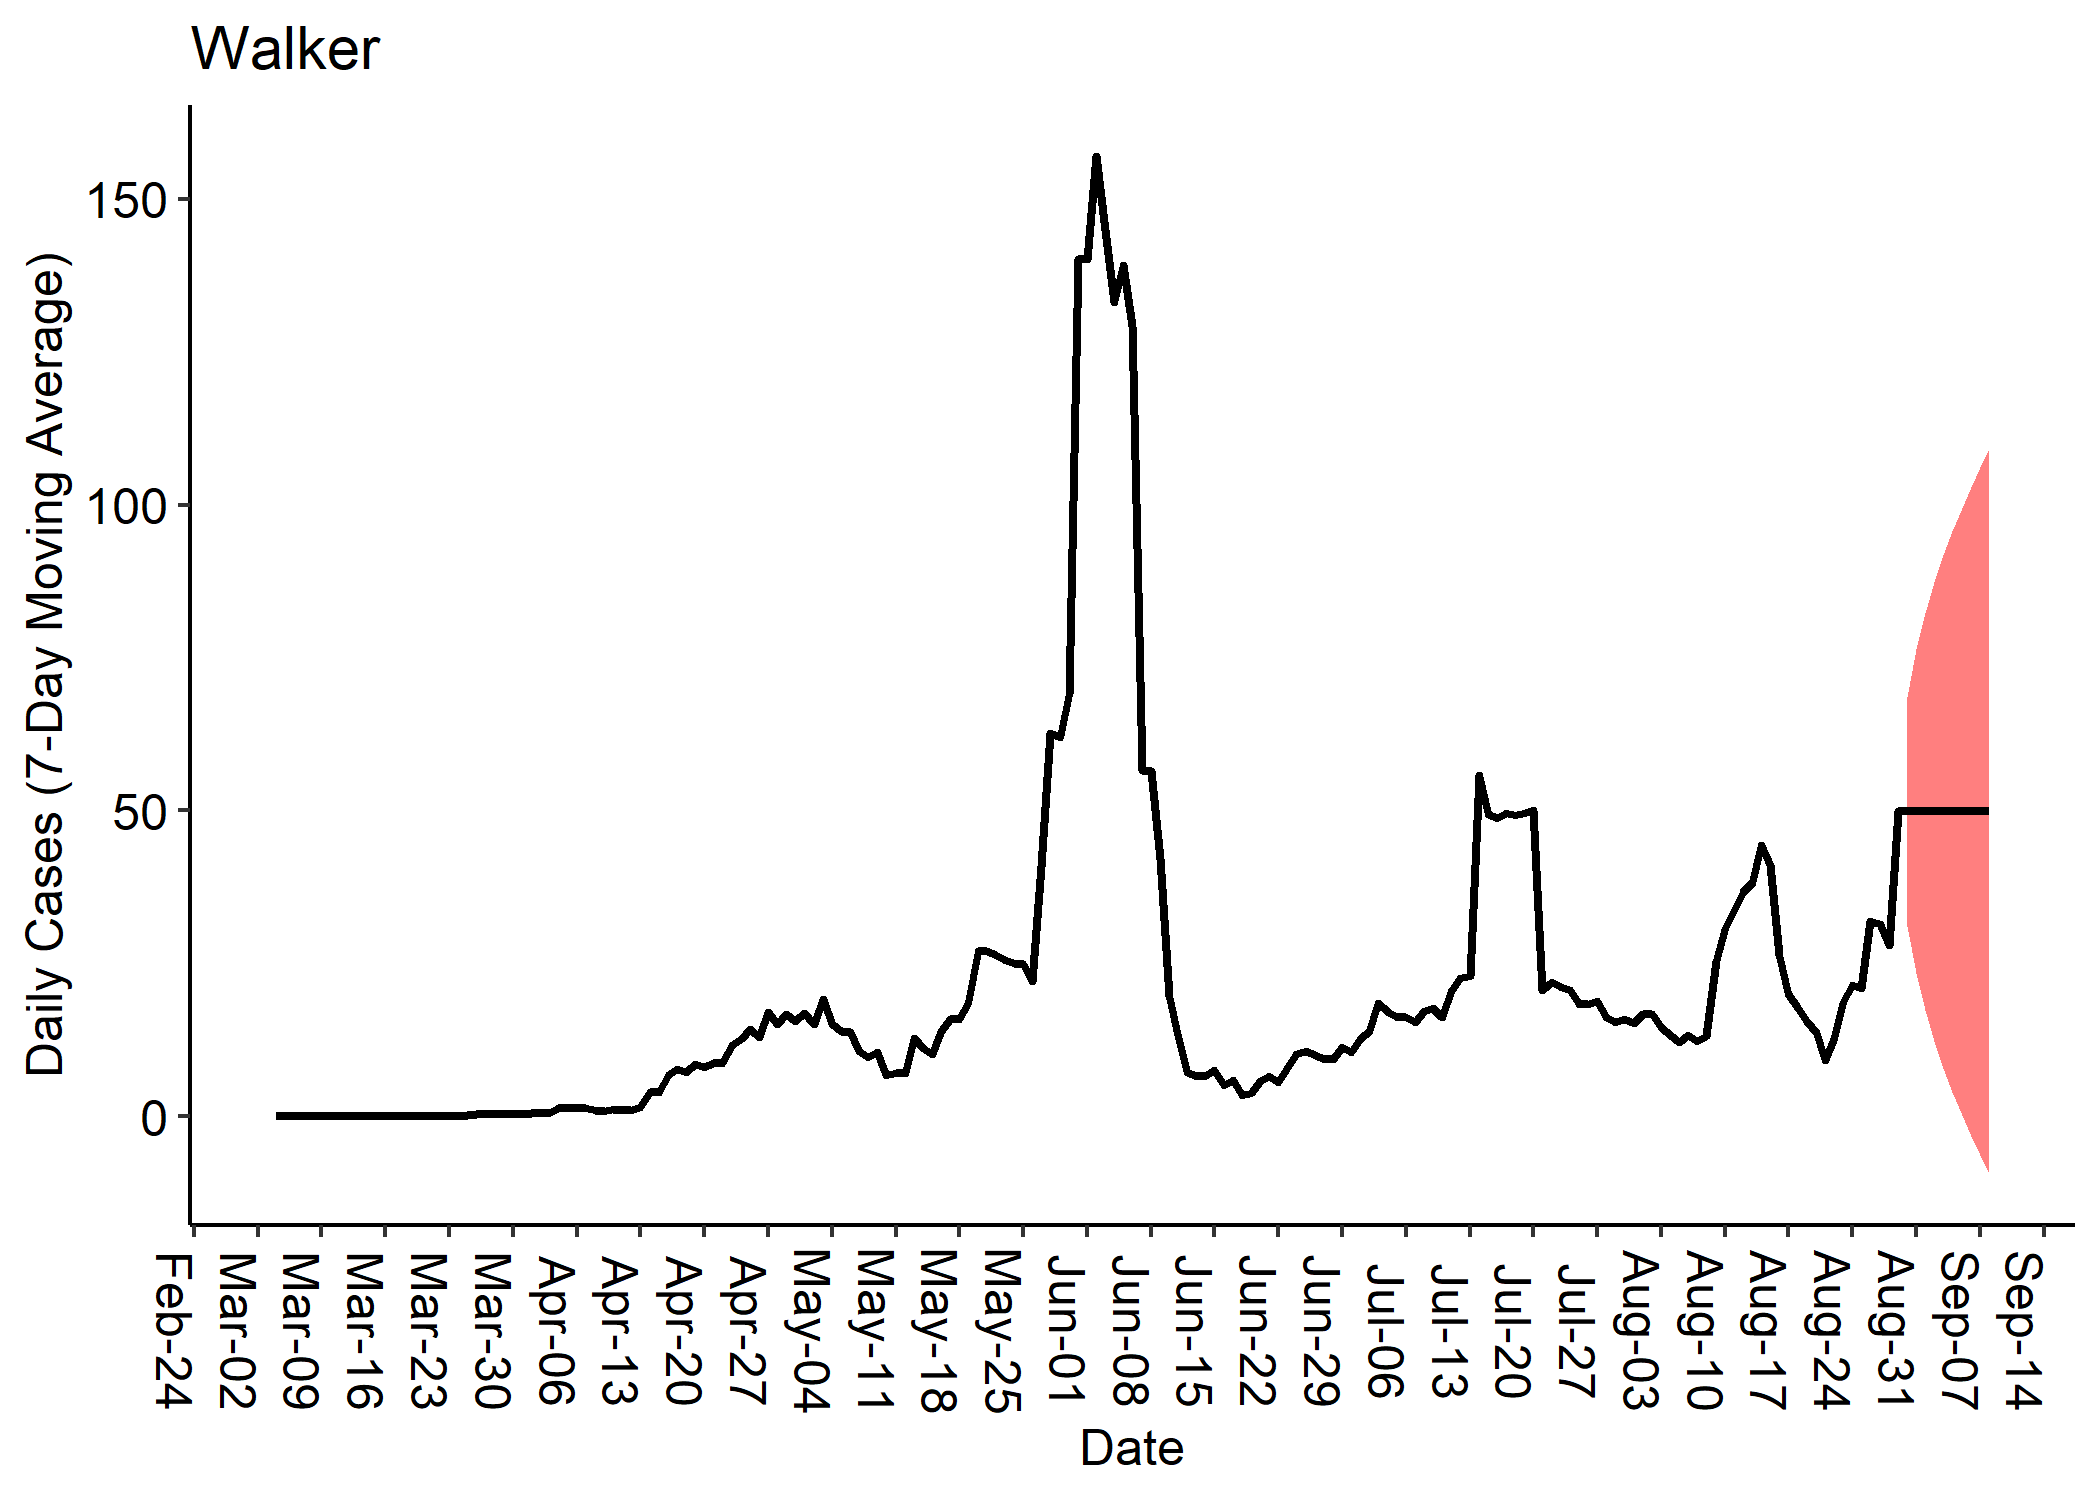 Walker
Daily Cases (7-Day Moving Average)
150
100
50
0
Feb-24
Mar-02
Mar-09
Mar-16
Mar-23
Mar-30
Apr-06
Apr-13
Apr-20
Apr-27
May-04
May-11
May-18
May-25
Jun-01
Jun-08
Jun-15
Jun-22
Jun-29
Jul-06
Jul-13
Jul-20
Jul-27
Aug-03
Aug-10
Aug-17
Aug-24
Aug-31
Sep-07
Sep-14
Date